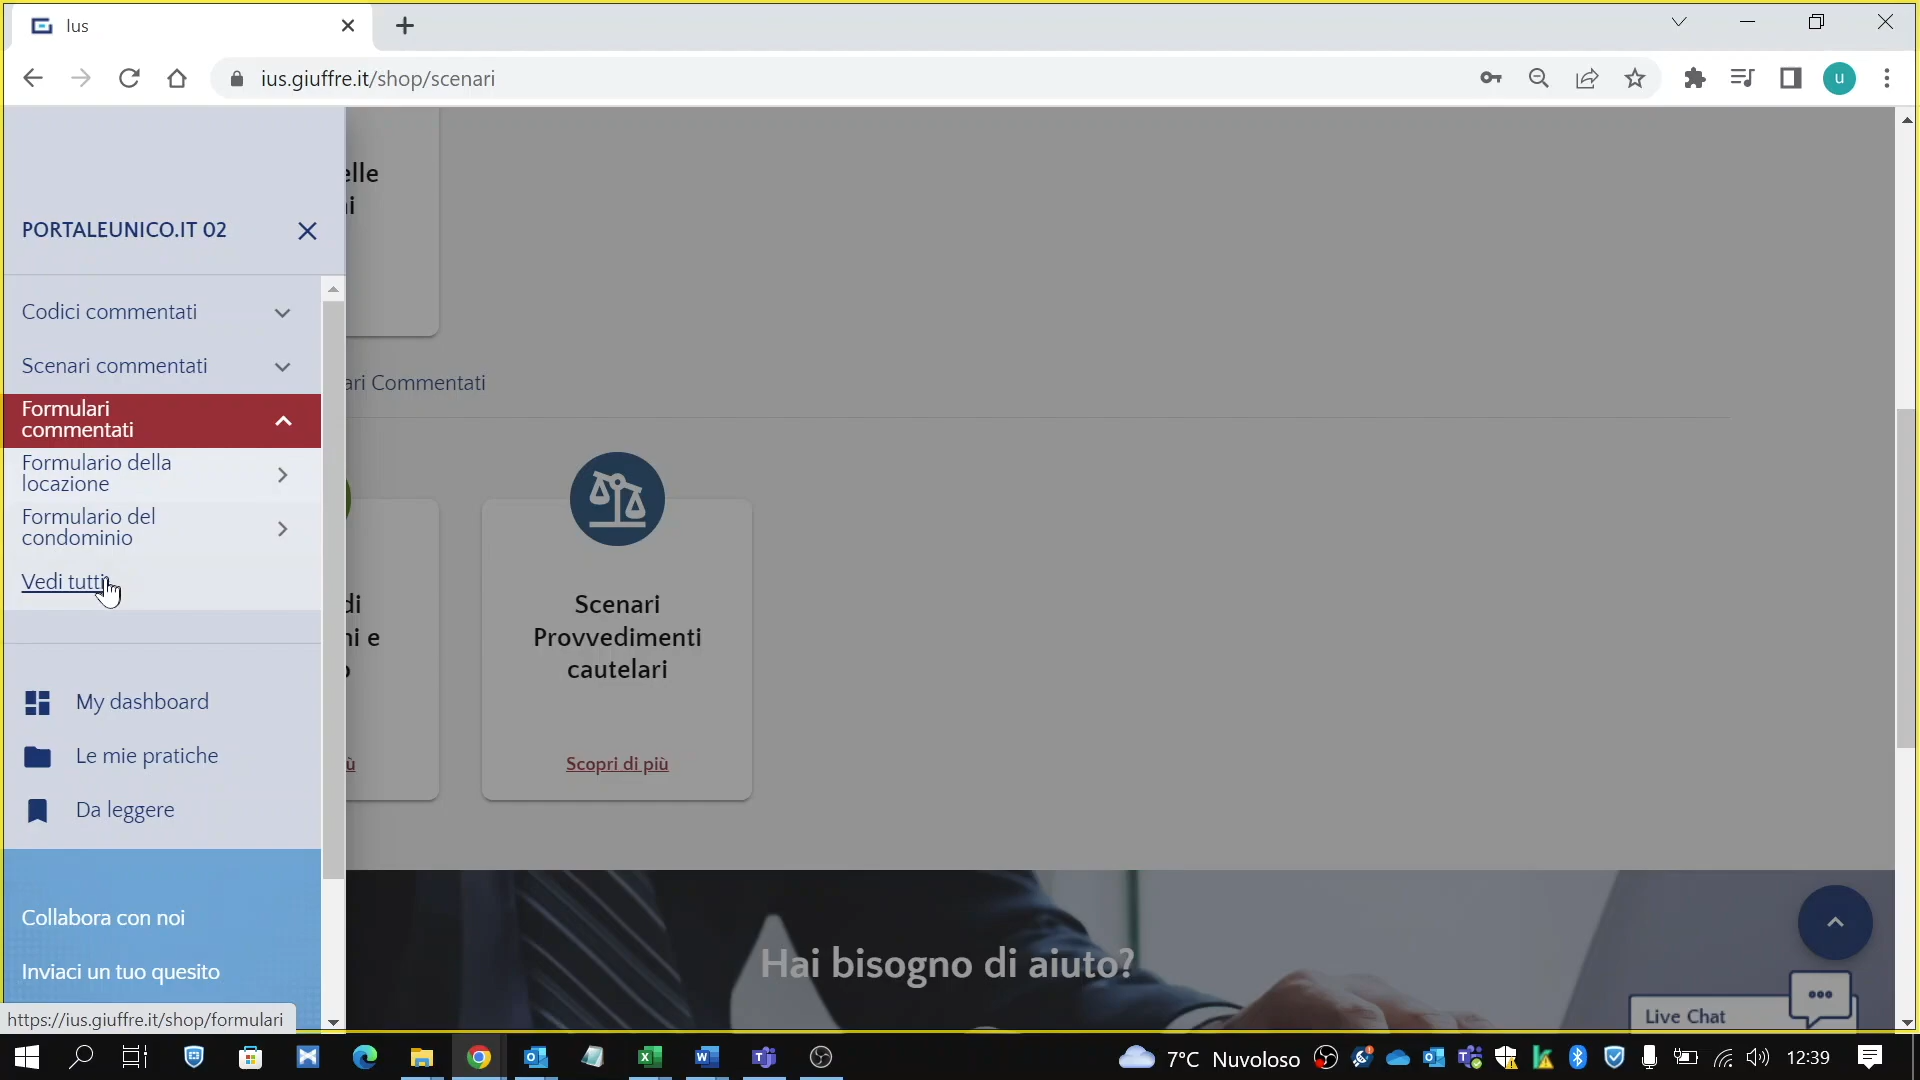 Ius
ius.giuffre.it/shop/scenari
u
PORTALEUNICO.IT 02
Codici commentati
Scenari commentati
Formulari
commentati
Formulario della
locazione
Formulario del
condominio
Vedi tutti
My dashboard
Le mie pratiche
Da leggere
Collabora con noi
Inviaci un tuo quesito
https://ius.giuffre.it/shop/formulari
elle
ari Commentati
di
ni e
ù
Scenari
Provvedimenti
cautelari
Scopri di più
Hai bisogno di aiuto?
Live Chat
7°C Nuvoloso
12:39